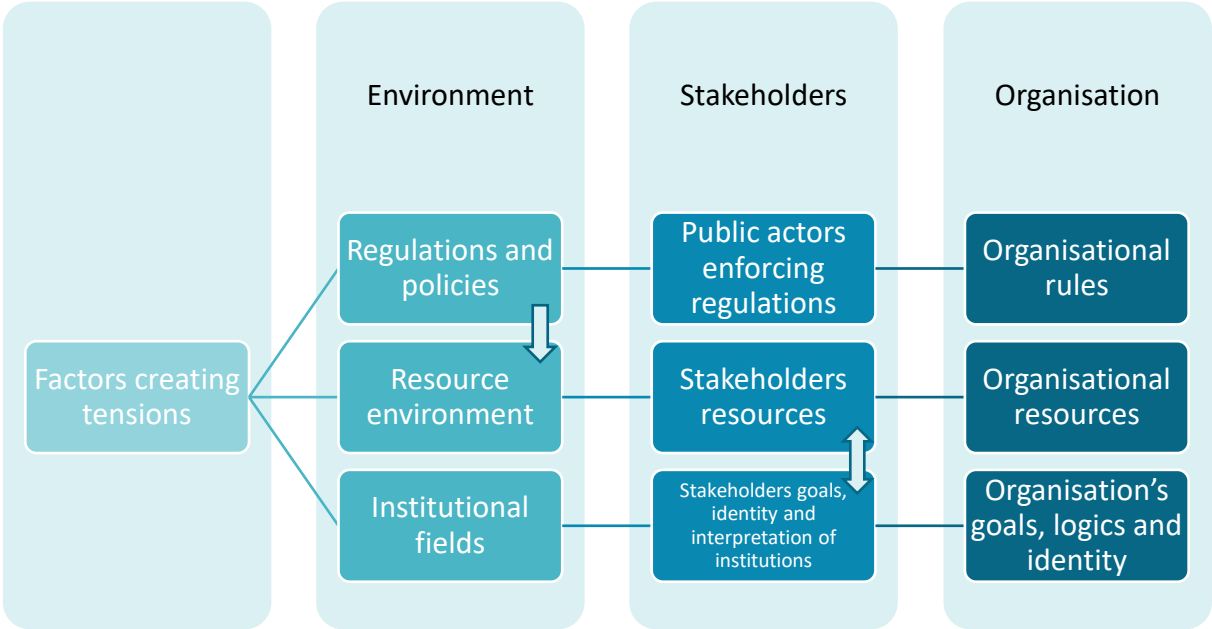 Environment
Stakeholders
Organisation
Factors creating
tensions
Regulations and
policies
Public actors
enforcing
regulations
Organisational
rules
Resource
environment
Stakeholders
resources
Organisational
resources
Institutional
fields
Stakeholders goals,
identity and
interpretation of
institutions
Organisation’s
goals, logics and
identity